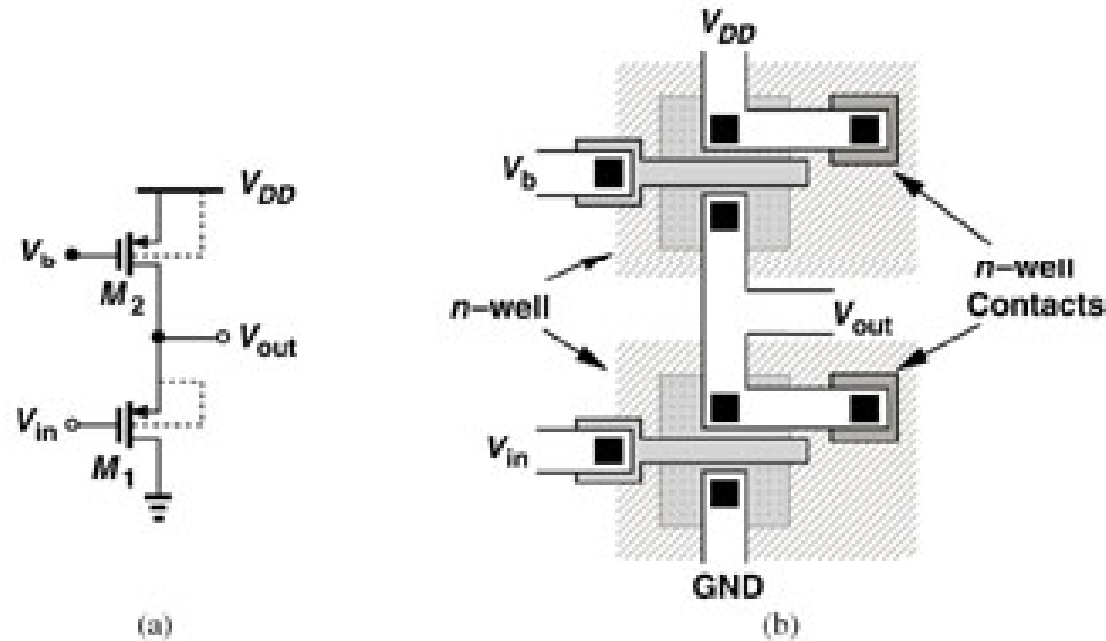 V_DD
V_b
M_2
V_out
V_in
M_1
(a)
V_DD
V_b
n-well
n-well
Contacts
V_out
V_in
GND
(b)